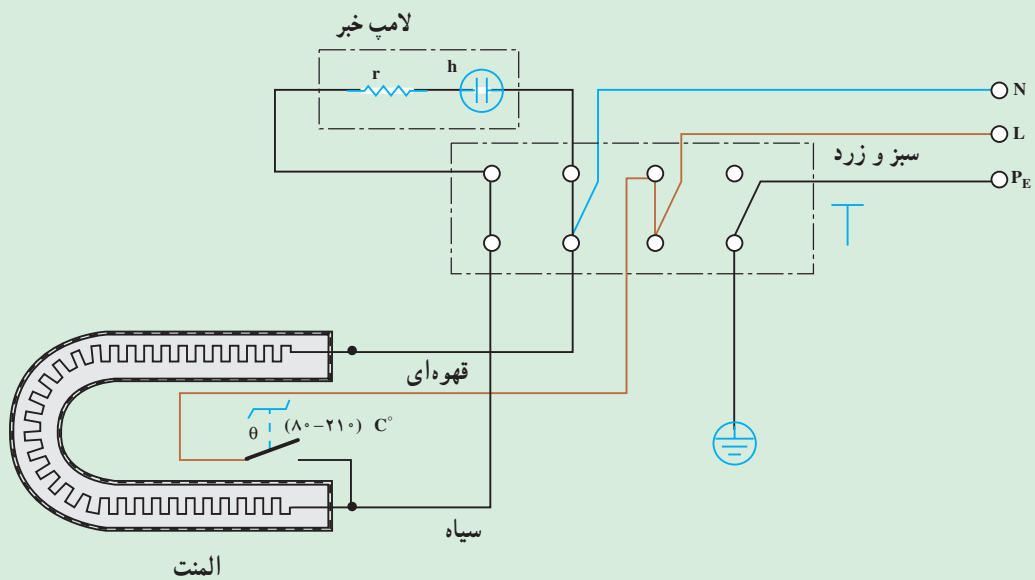 لامپ خبر
r
h
N
L
سبز و زرد
PE
T
قهوه‌ای
θ (۸۰−۲۱۰) C°
سیاه
المنت